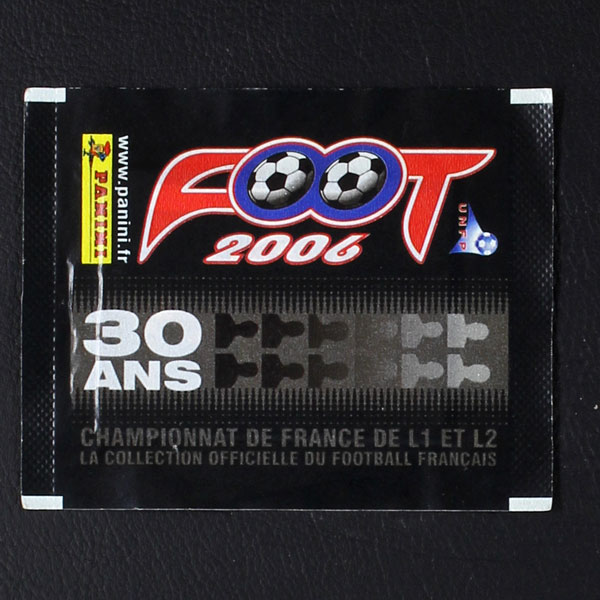 PANINI
www.panini.fr
FOOT
2006
UNFP
30
ANS
CHAMPIONNAT DE FRANCE DE L1 ET L2
LA COLLECTION OFFICIELLE DU FOOTBALL FRANÇAIS